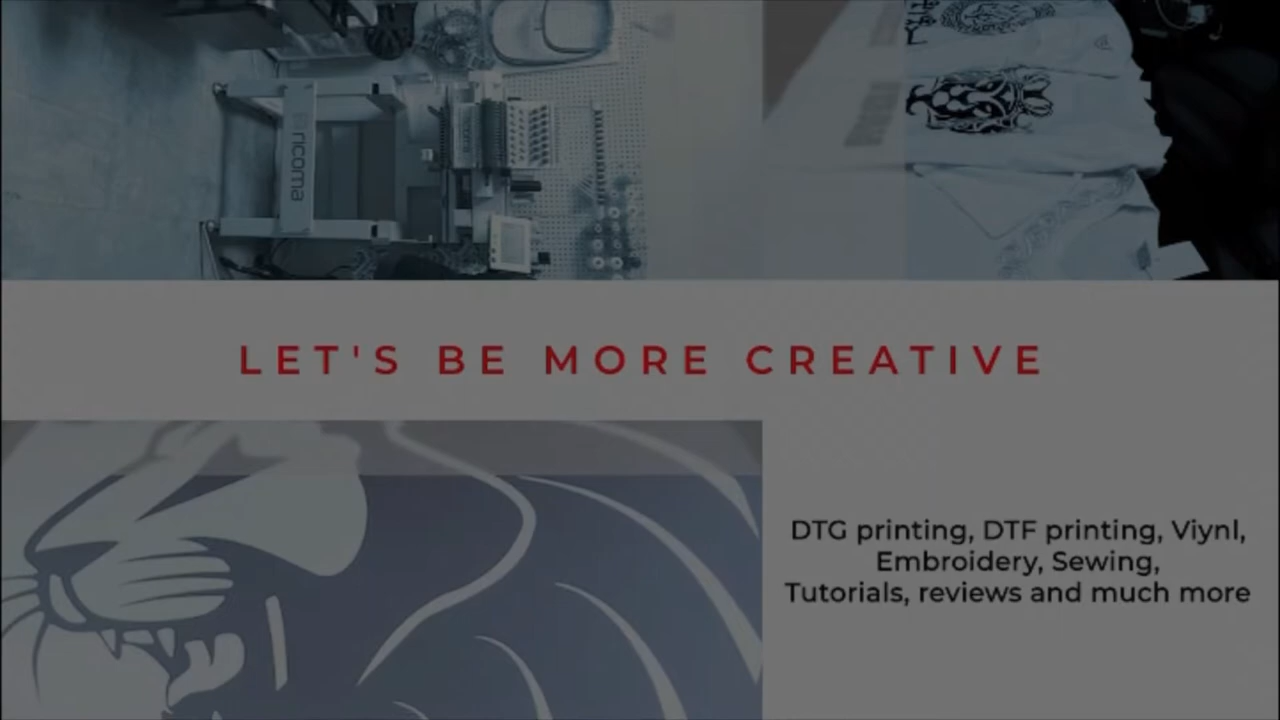 ricoma
LET'S BE MORE CREATIVE
DTG printing, DTF printing, Viynl,
Embroidery, Sewing,
Tutorials, reviews and much more